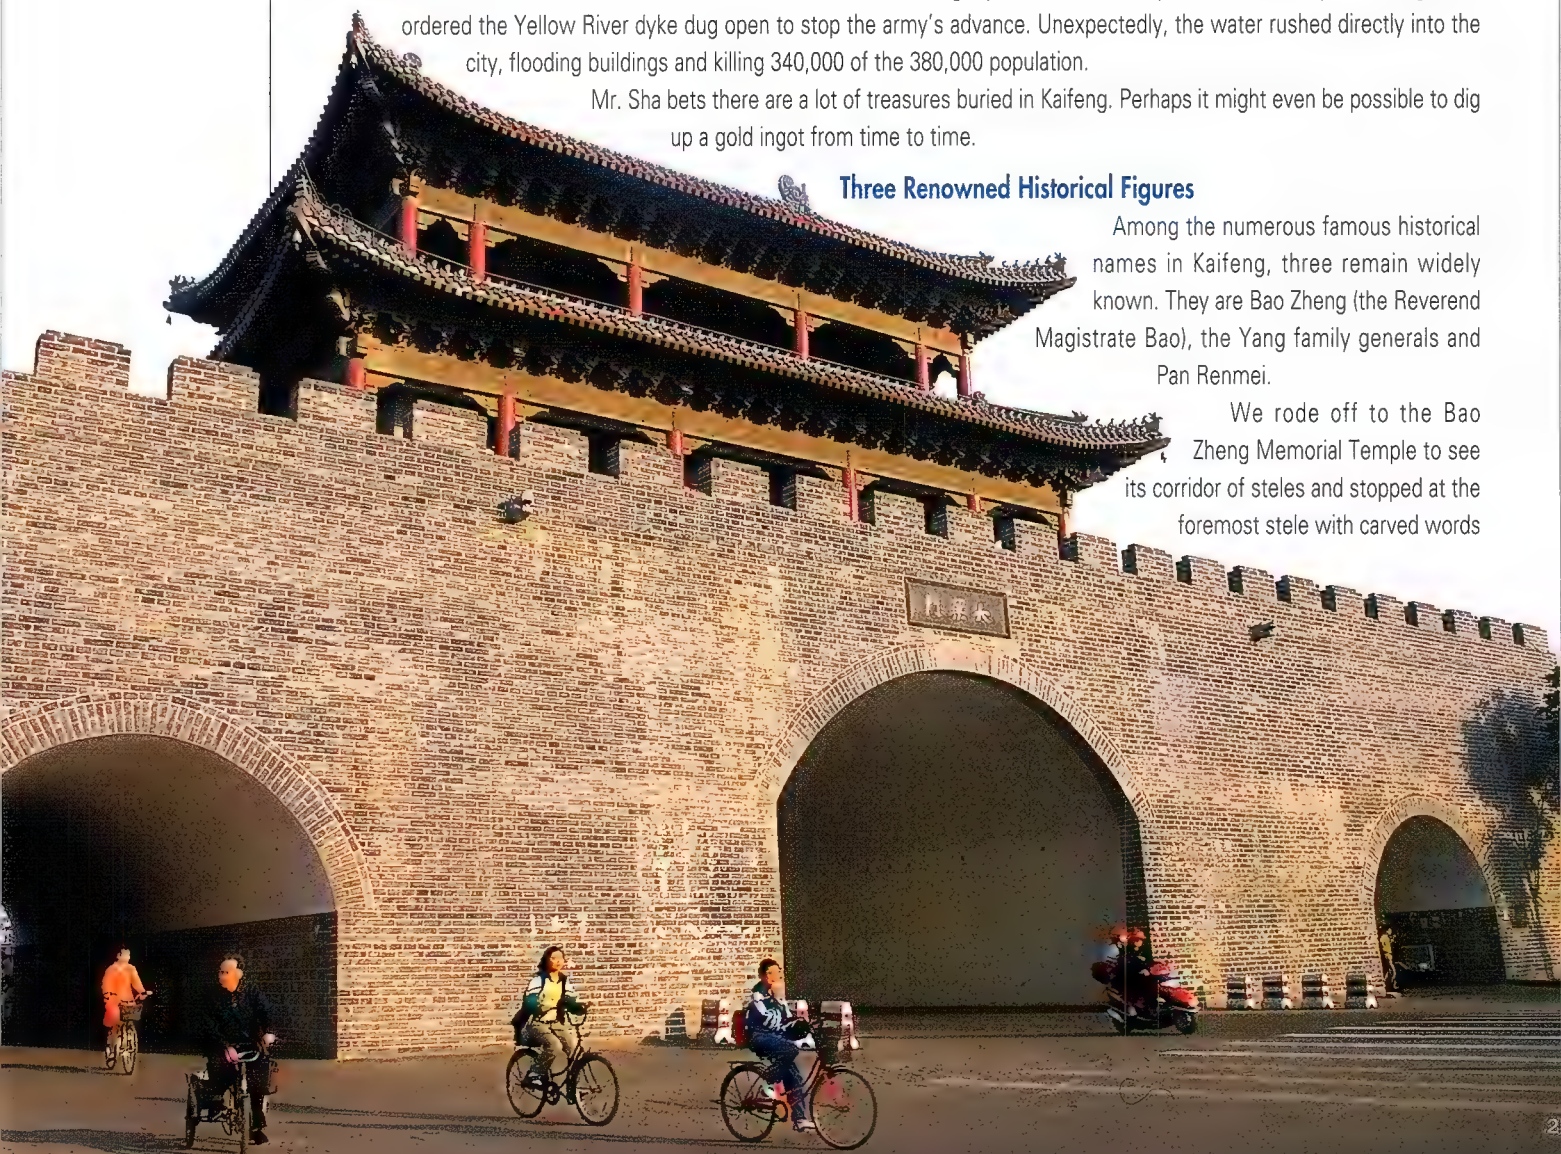 ordered the Yellow River dyke dug open to stop the army's advance. Unexpectedly, the water rushed directly into the
city, flooding buildings and killing 340,000 of the 380,000 population.
Mr. Sha bets there are a lot of treasures buried in Kaifeng. Perhaps it might even be possible to dig
up a gold ingot from time to time.
Three Renowned Historical Figures
Among the numerous famous historical
names in Kaifeng, three remain widely
known. They are Bao Zheng (the Reverend
Magistrate Bao), the Yang family generals and
Pan Renmei.
We rode off to the Bao
Zheng Memorial Temple to see
its corridor of steles and stopped at the
foremost stele with carved words
大梁门
2